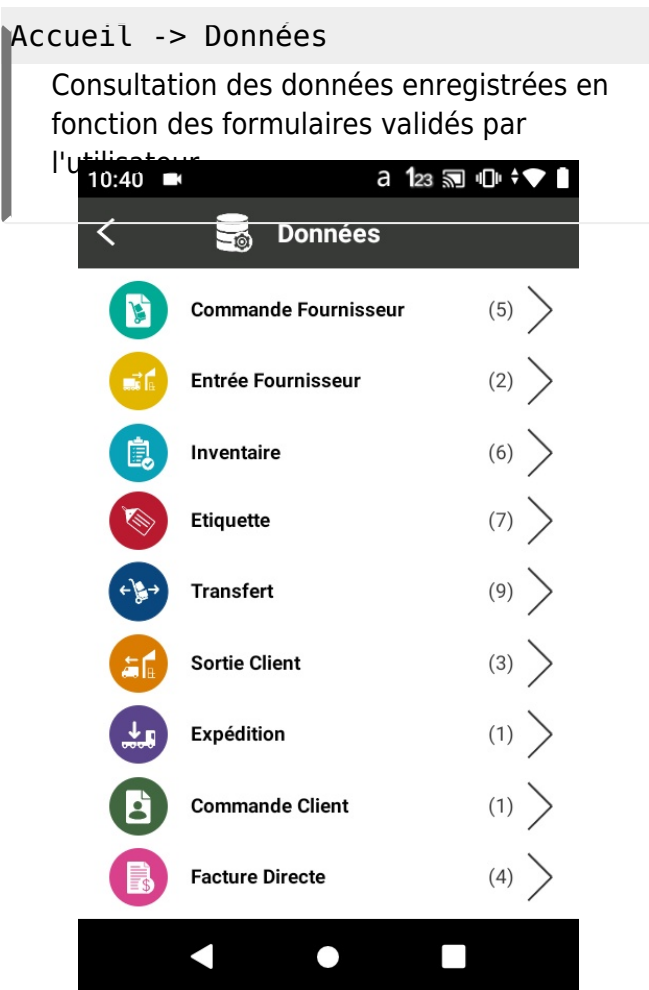 Accueil -> Données
Consultation des données enregistrées en
fonction des formulaires validés par
l'utilisateur
10:40 a 123
Données
Commande Fournisseur (5)
Entrée Fournisseur (2)
Inventaire (6)
Etiquette (7)
Transfert (9)
Sortie Client (3)
Expédition (1)
Commande Client (1)
Facture Directe (4)